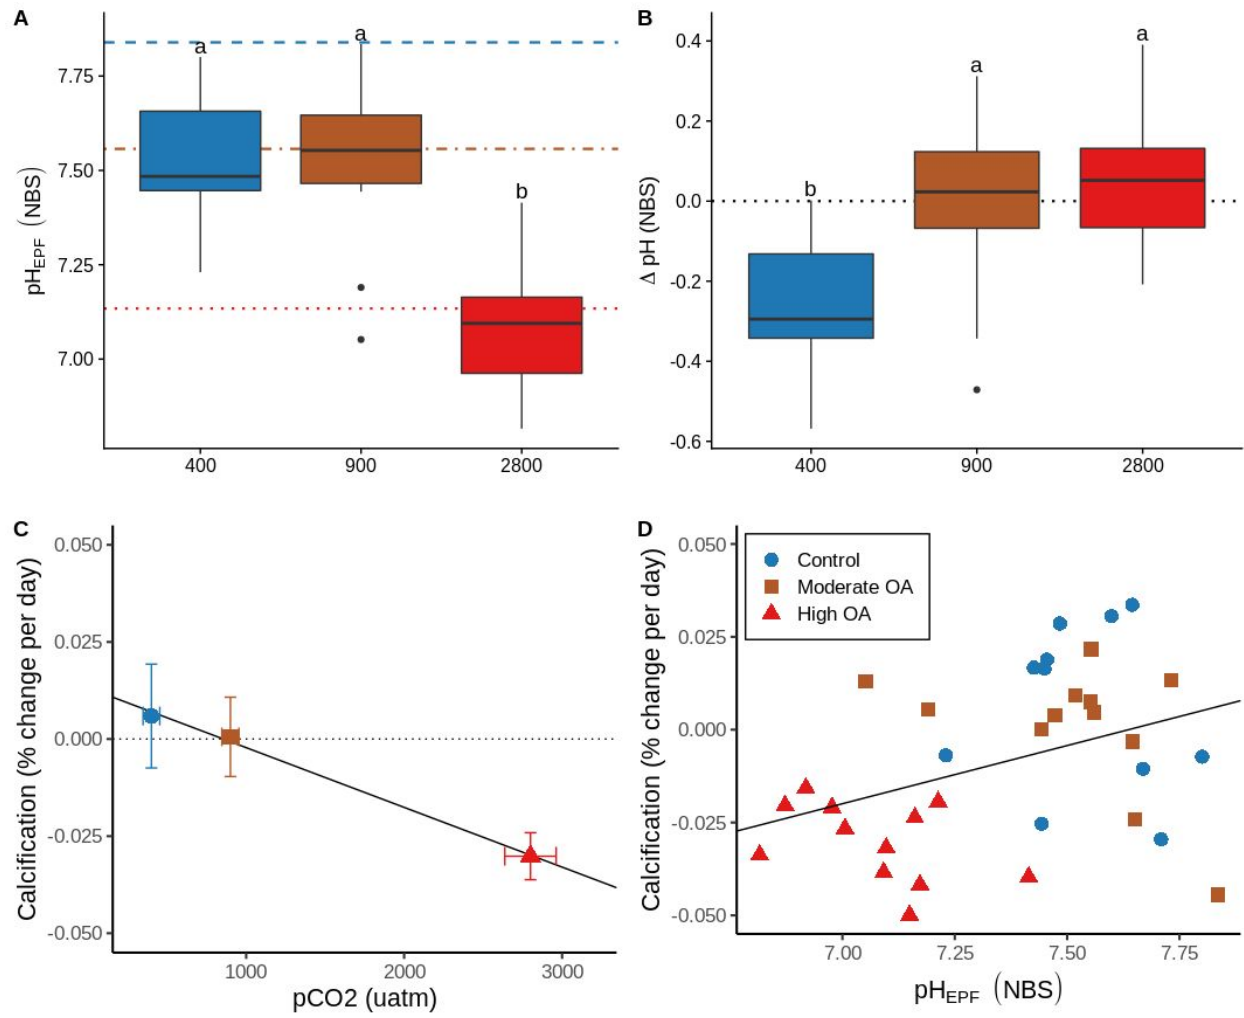 A
a
a
b
7.75
7.50
7.25
7.00
pH_EPF (NBS)
400
900
2800
B
b
a
a
0.4
0.2
0.0
-0.2
-0.4
-0.6
Δ pH (NBS)
400
900
2800
C
0.050
0.025
0.000
-0.025
-0.050
Calcification (% change per day)
1000
2000
3000
pCO2 (uatm)
D
Control
Moderate OA
High OA
0.050
0.025
0.000
-0.025
-0.050
Calcification (% change per day)
7.00
7.25
7.50
7.75
pH_EPF (NBS)